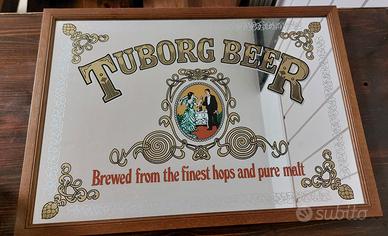 TUBORG BEER
Brewed from the finest hops and pure malt
subito